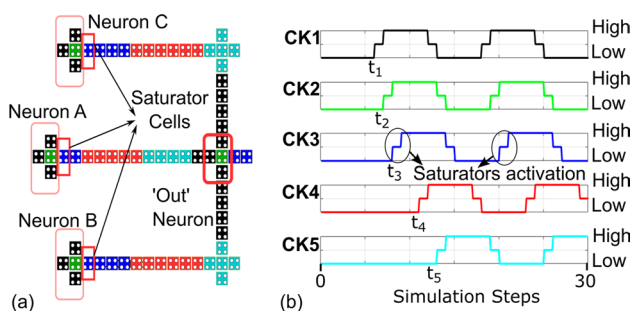 (a)
Neuron C
Neuron A
Saturator
Cells
'Out'
Neuron
Neuron B
(b)
CK1
High
Low
t1
CK2
High
Low
t2
CK3
High
Low
t3
Saturators activation
CK4
High
Low
t4
CK5
High
Low
t5
0
30
Simulation Steps